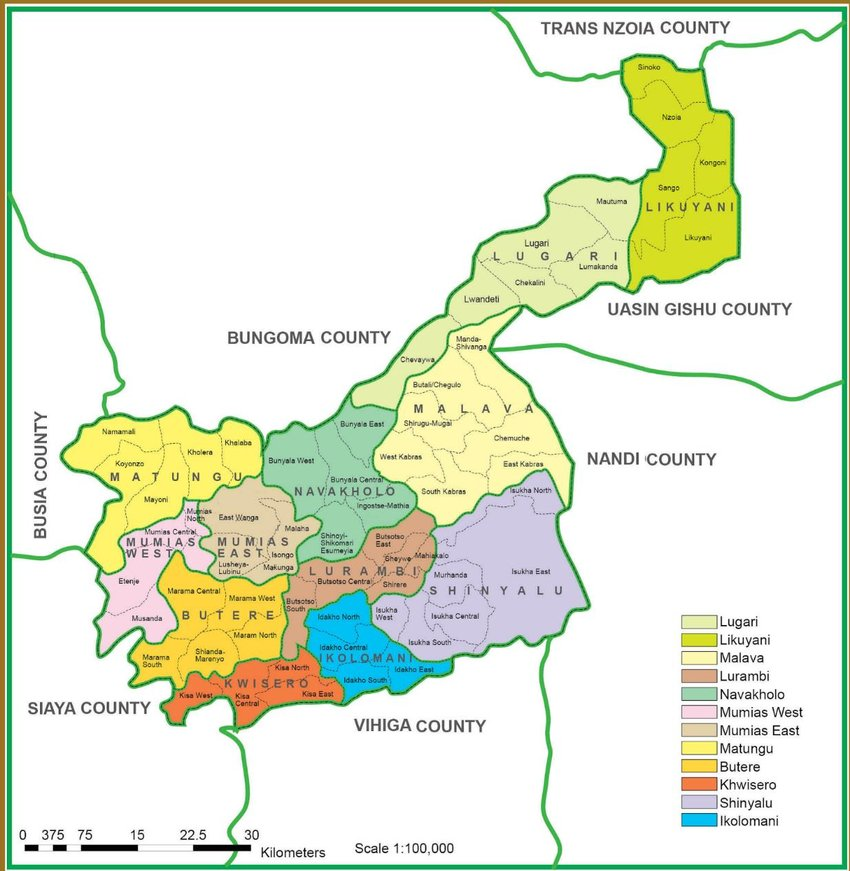 TRANS NZOIA COUNTY
Sinoko
Nzoia
Kongoni
Sango
LIKUYANI
Likuyani
Mautuma
Lugari
LUGARI
Lumakanda
Chekalini
Lwandeti
UASIN GISHU COUNTY
BUNGOMA COUNTY
Chevaywa
Manda-
Shivanga
Butali/Chegulo
MALAVA
Shirugu-Mugai
Chemuche
West Kabras
East Kabras
South Kabras
NANDI COUNTY
BUSIA COUNTY
Namamali
Khalaba
Kholera
Koyonzo
MATUNGU
Mayoni
Bunyala East
Bunyala West
Bunyala Central
NAVAKHOLO
Ingostse-Mathia
Shinoyi-
Shikomari
Esumeyia
Mumias
North
Mumias Central
MUMIAS
WEST
Etenje
Musanda
East Wanga
Malaha
MUMIAS
EAST
Isongo
Lusheya-
Lubinu
Makunga
Butsotso
East
Sheywe
Mahiakalo
LURAMBI
Butsotso Central
Shirere
Butsotso
South
Isukha North
Isukha East
Murhanda
SHINYALU
Isukha
West
Isukha Central
Isukha South
Marama Central
Marama West
BUTERE
Maram North
Shianda-
Marenyo
Marama
South
Idakho North
Idakho Central
IKOLOMANI
Idakho East
Idakho South
Kisa North
KWISERO
Kisa West
Kisa
Central
Kisa East
SIAYA COUNTY
VIHIGA COUNTY
Lugari
Likuyani
Malava
Lurambi
Navakholo
Mumias West
Mumias East
Matungu
Butere
Khwisero
Shinyalu
Ikolomani
0 375 75 15 22.5 30
Kilometers
Scale 1:100,000